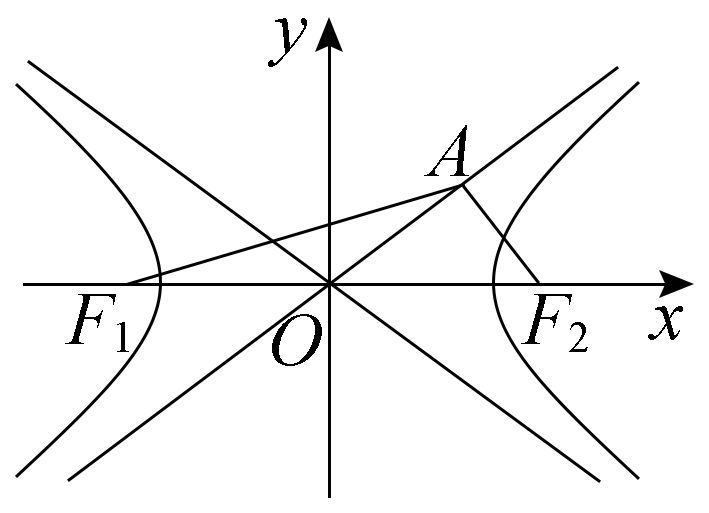 y
A
F₁ O F₂ x